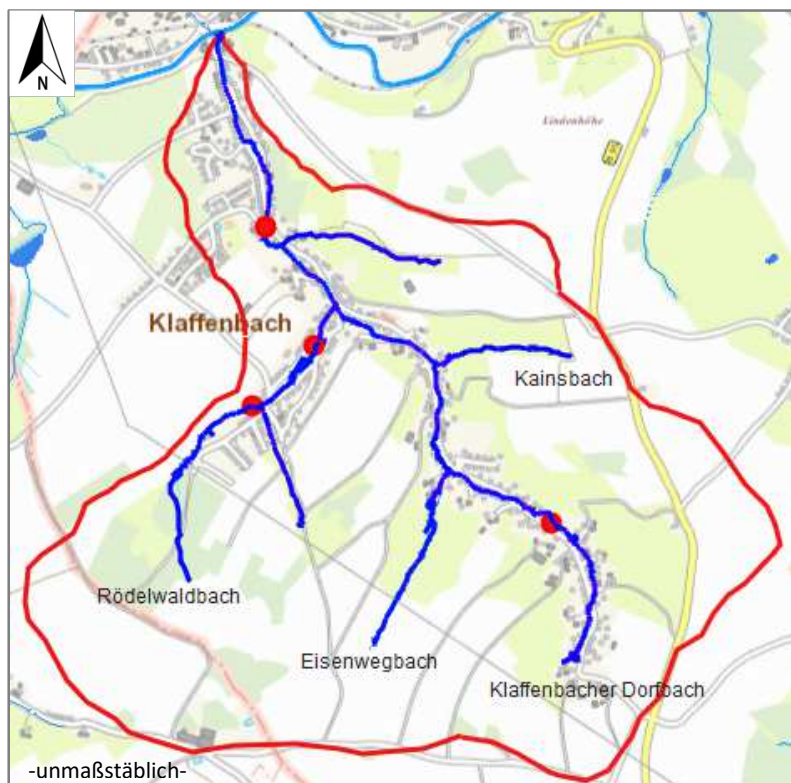 N
Lindenhöhe
Klaffenbach
Kainsbach
Rödelwaldbach
Eisenwegbach
Klaffenbacher Dorfbach
-unmaßstäblich-